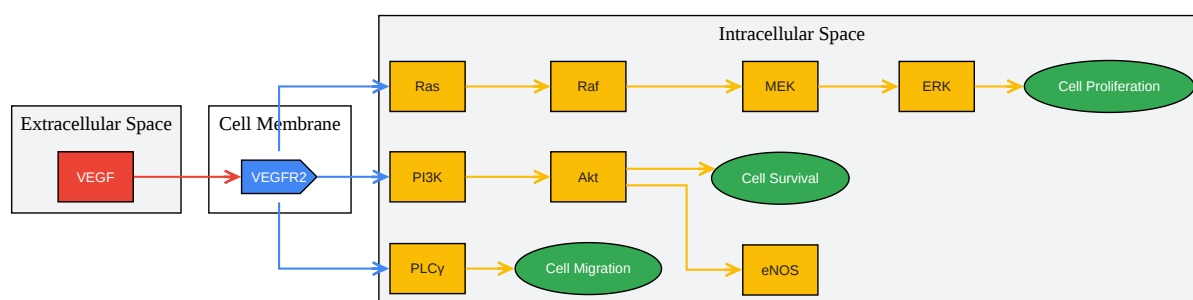 Intracellular Space
Extracellular Space
Cell Membrane
Ras
Raf
MEK
ERK
Cell Proliferation
VEGF
VEGFR2
PI3K
Akt
Cell Survival
PLCγ
Cell Migration
eNOS